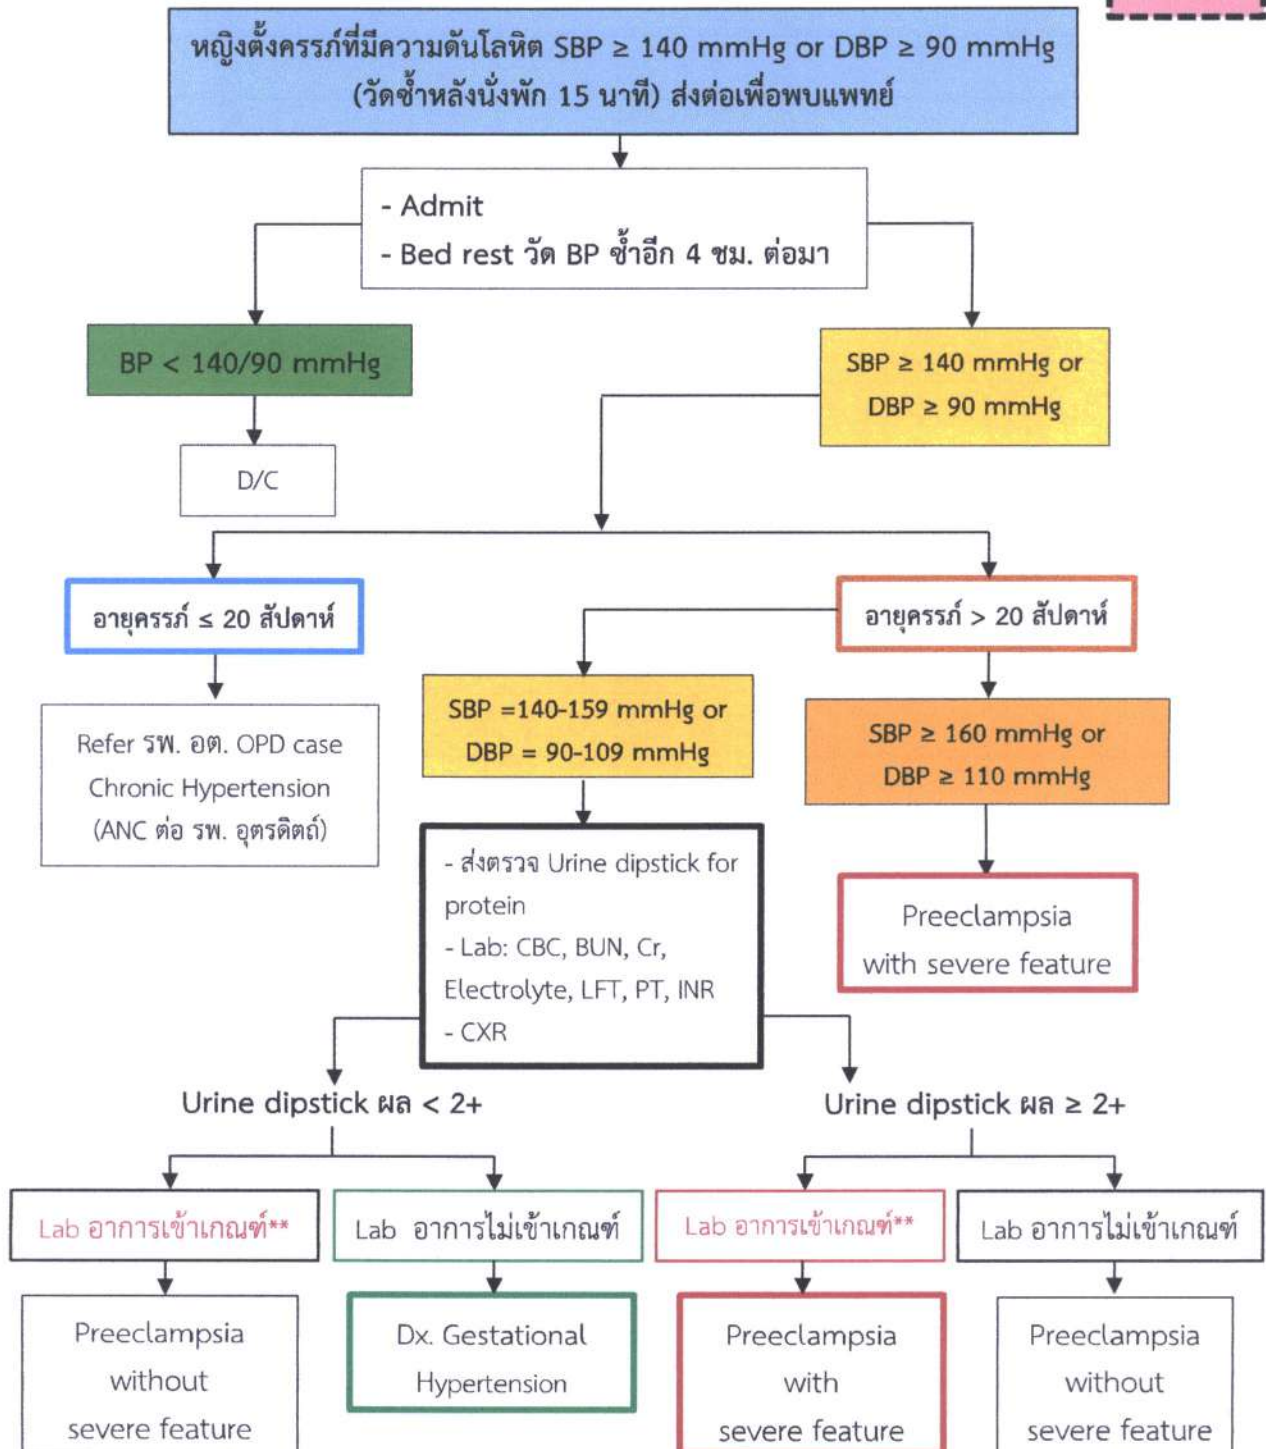 หญิงตั้งครรภ์ที่มีความดันโลหิต SBP ≥ 140 mmHg or DBP ≥ 90 mmHg
(วัดซ้ำหลังนั่งพัก 15 นาที) ส่งต่อเพื่อพบแพทย์
- Admit
- Bed rest วัด BP ซ้ำอีก 4 ชม. ต่อมา
BP < 140/90 mmHg
SBP ≥ 140 mmHg or
DBP ≥ 90 mmHg
D/C
อายุครรภ์ ≤ 20 สัปดาห์
อายุครรภ์ > 20 สัปดาห์
Refer รพ. อต. OPD case
Chronic Hypertension
(ANC ต่อ รพ. อุตรดิตถ์)
SBP =140-159 mmHg or
DBP = 90-109 mmHg
SBP ≥ 160 mmHg or
DBP ≥ 110 mmHg
- ส่งตรวจ Urine dipstick for
protein
- Lab: CBC, BUN, Cr,
Electrolyte, LFT, PT, INR
- CXR
Preeclampsia
with severe feature
Urine dipstick ผล < 2+
Urine dipstick ผล ≥ 2+
Lab อาการเข้าเกณฑ์**
Lab อาการไม่เข้าเกณฑ์
Lab อาการเข้าเกณฑ์**
Lab อาการไม่เข้าเกณฑ์
Preeclampsia
without
severe feature
Dx. Gestational
Hypertension
Preeclampsia
with
severe feature
Preeclampsia
without
severe feature